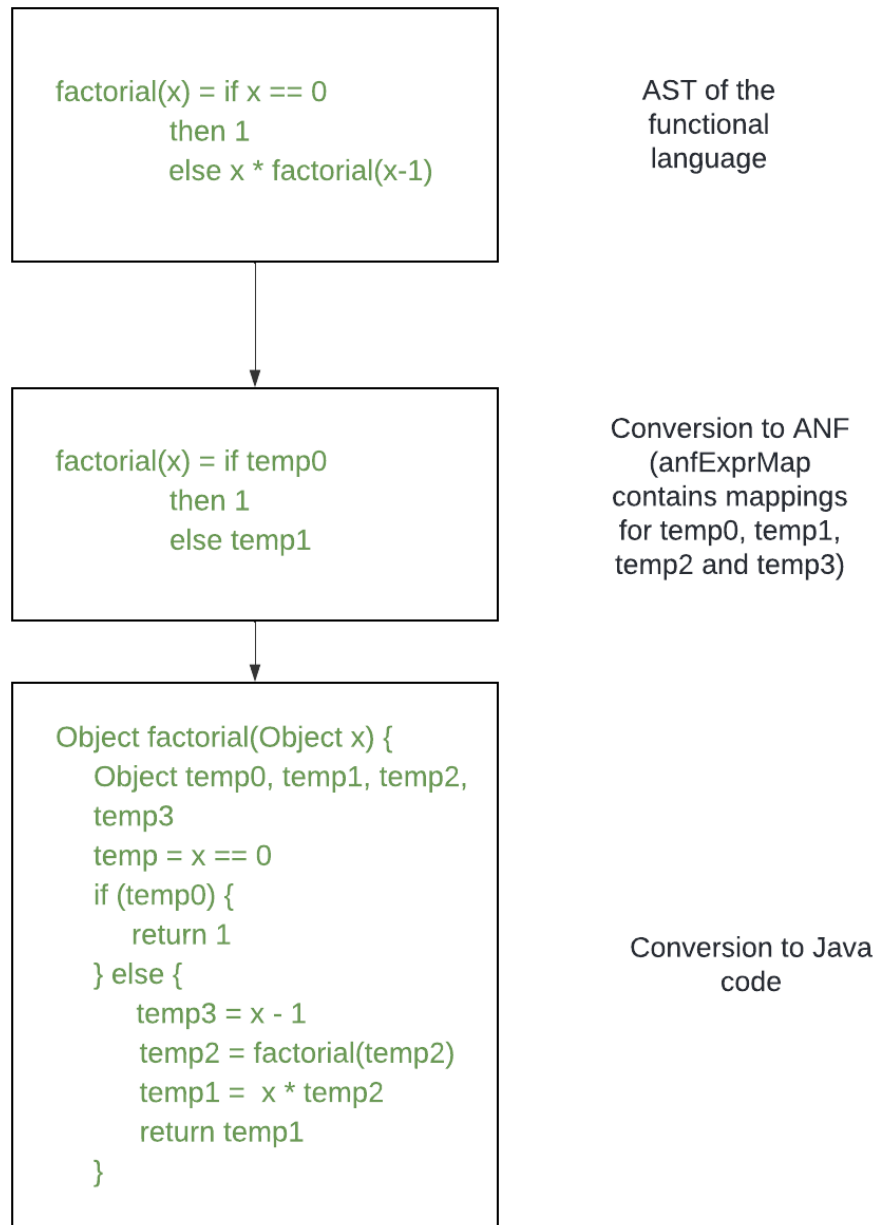 factorial(x) = if x == 0
then 1
else x * factorial(x-1)
AST of the
functional
language
factorial(x) = if temp0
then 1
else temp1
Conversion to ANF
(anfExprMap
contains mappings
for temp0, temp1,
temp2 and temp3)
Object factorial(Object x) {
Object temp0, temp1, temp2,
temp3
temp = x == 0
if (temp0) {
return 1
} else {
temp3 = x - 1
temp2 = factorial(temp2)
temp1 = x * temp2
return temp1
}
Conversion to Java
code